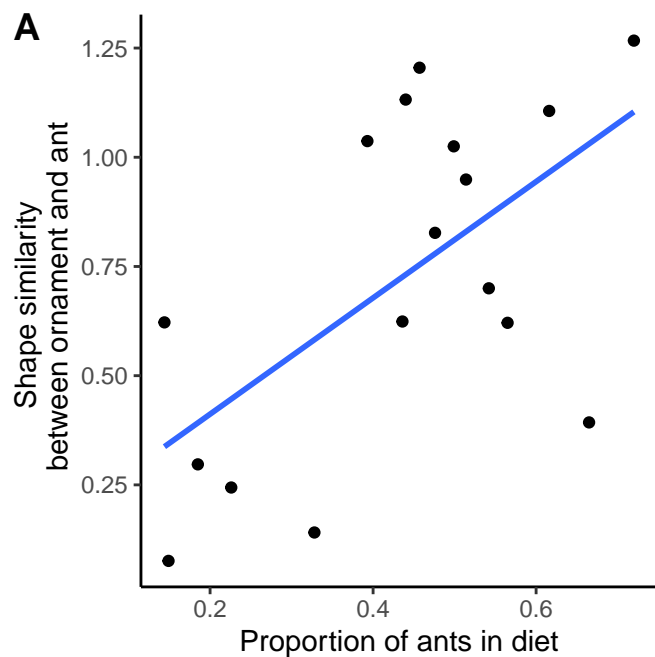 A
1.25
1.00
0.75
0.50
0.25
Shape similarity
between ornament and ant
0.2
0.4
0.6
Proportion of ants in diet